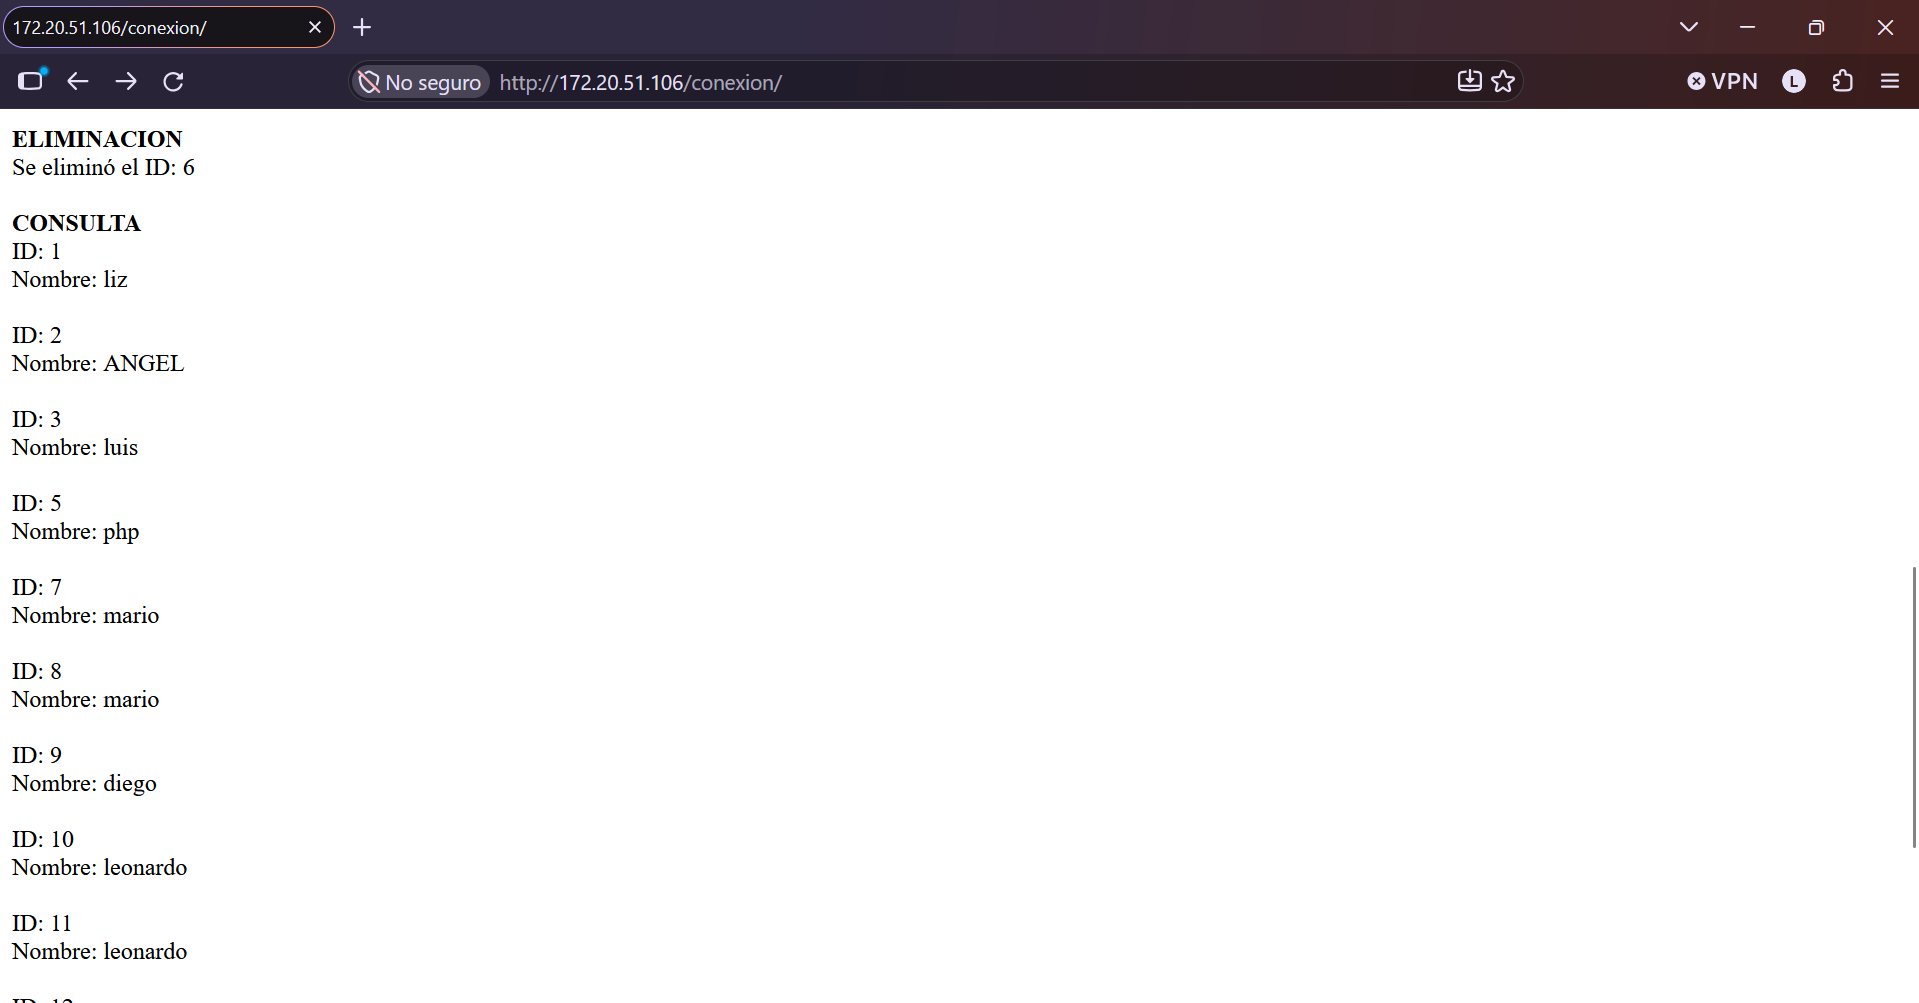 172.20.51.106/conexion/
No seguro http://172.20.51.106/conexion/ VPN L
ELIMINACION
Se eliminó el ID: 6
CONSULTA
ID: 1
Nombre: liz
ID: 2
Nombre: ANGEL
ID: 3
Nombre: luis
ID: 5
Nombre: php
ID: 7
Nombre: mario
ID: 8
Nombre: mario
ID: 9
Nombre: diego
ID: 10
Nombre: leonardo
ID: 11
Nombre: leonardo
ID: 12